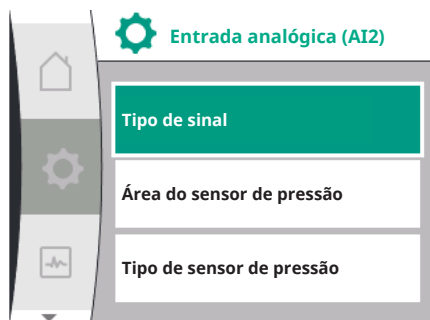 Entrada analógica (AI2)
Tipo de sinal
Área do sensor de pressão
Tipo de sensor de pressão